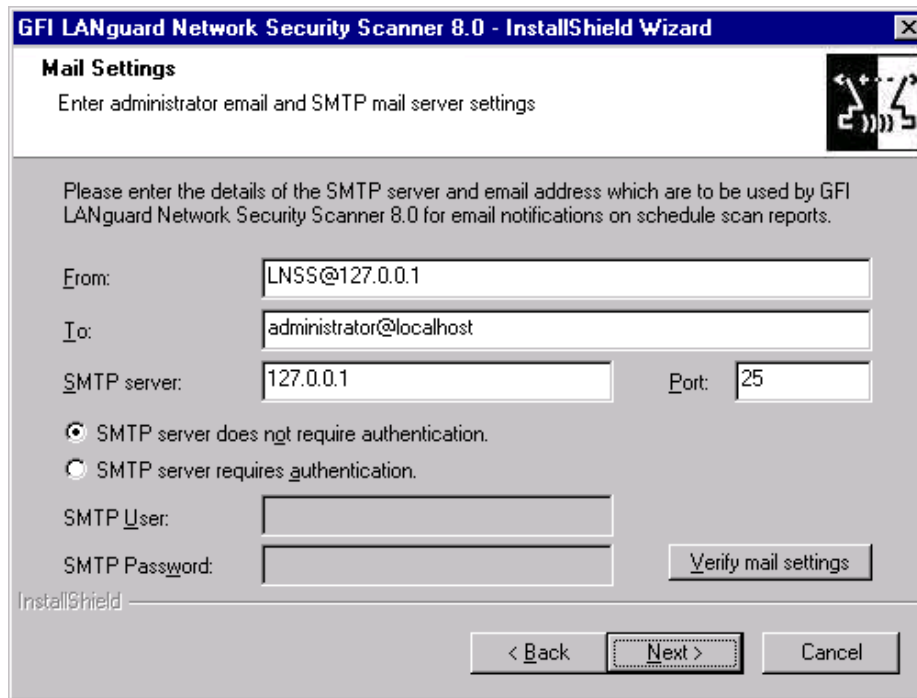 GFI LANguard Network Security Scanner 8.0 - InstallShield Wizard
Mail Settings
Enter administrator email and SMTP mail server settings
Please enter the details of the SMTP server and email address which are to be used by GFI
LANguard Network Security Scanner 8.0 for email notifications on schedule scan reports.
From: LNSS@127.0.0.1
To: administrator@localhost
SMTP server: 127.0.0.1 Port: 25
SMTP server does not require authentication.
SMTP server requires authentication.
SMTP User:
SMTP Password: Verify mail settings
InstallShield
< Back Next > Cancel